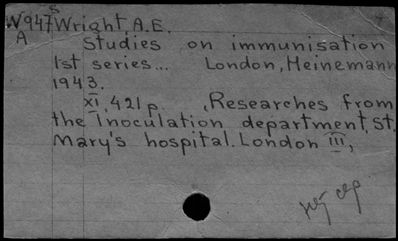 s
W947 Wright, A.E.
A Studies on immunisation
1st series... London, Heinemann
1943.
XI, 421p. , Researches from
the Inoculation department, St.
Mary's hospital. London III,